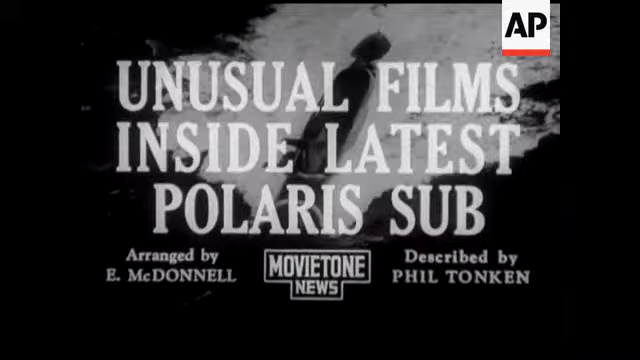 AP
UNUSUAL FILMS
INSIDE LATEST
POLARIS SUB
Arranged by
E. McDONNELL
MOVIETONE
NEWS
Described by
PHIL TONKEN